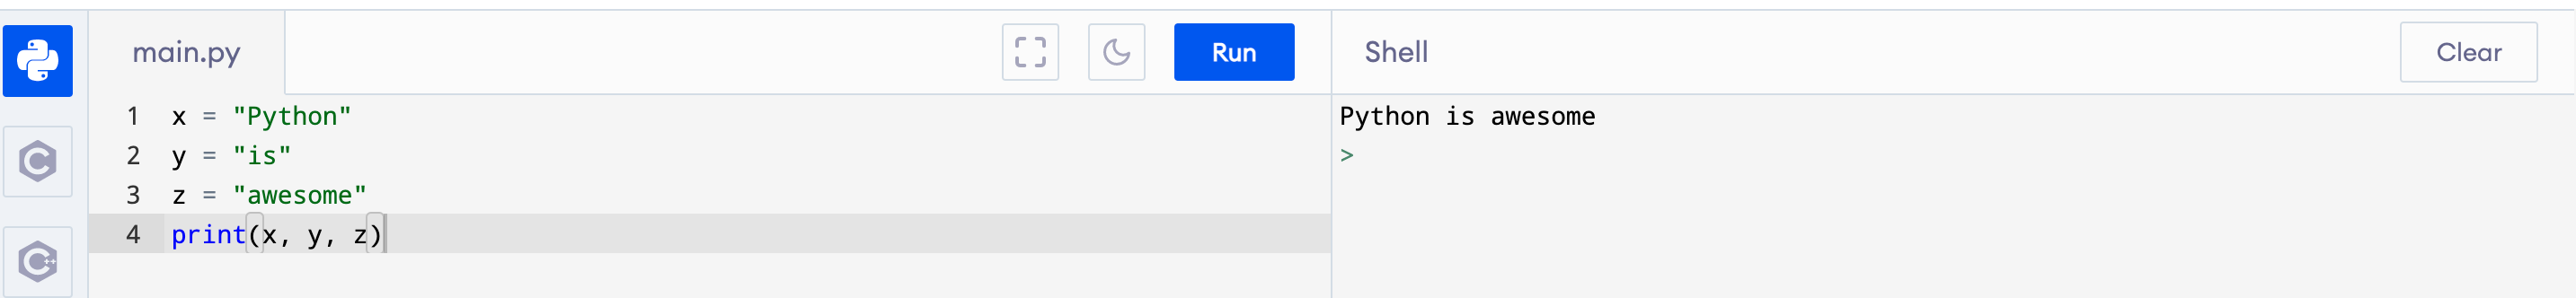 main.py
Run
Shell
Clear
1 x = "Python"
2 y = "is"
3 z = "awesome"
4 print(x, y, z)
Python is awesome
>
C
C++